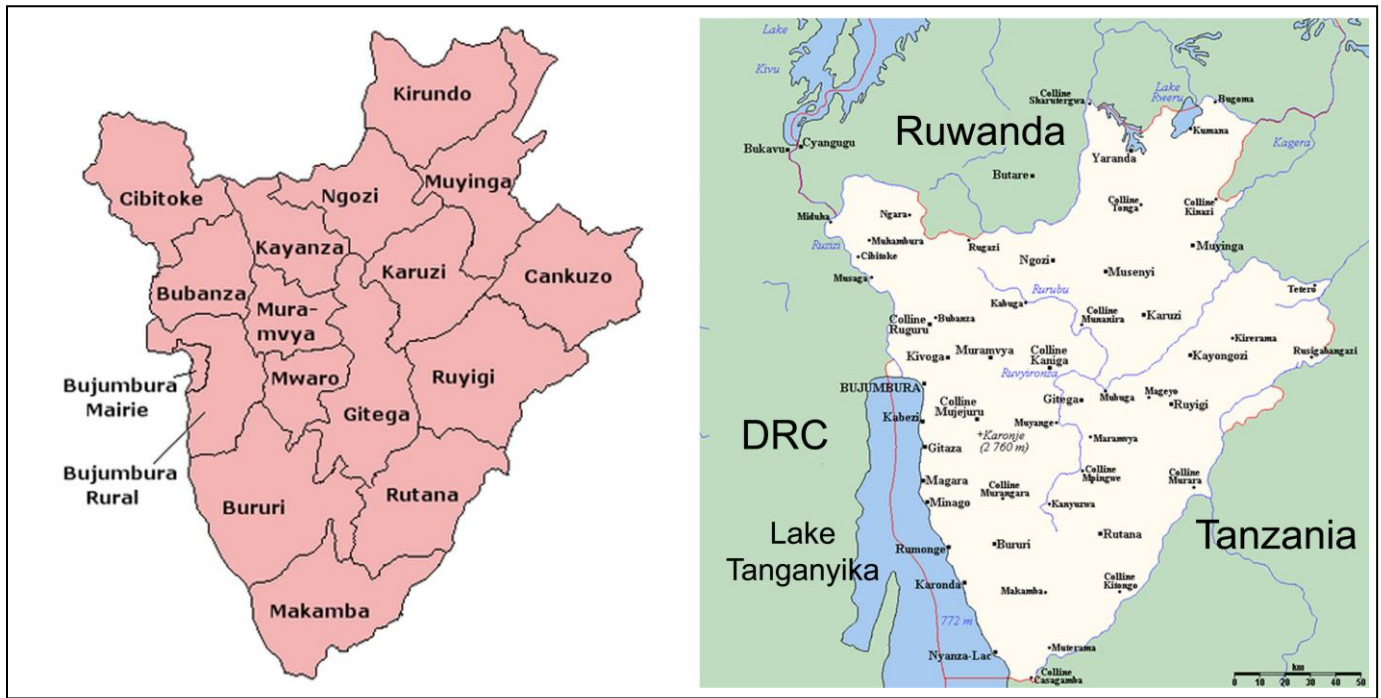 Kirundo
Cibitoke
Ngozi
Muyinga
Kayanza
Karuzi
Cankuzo
Bubanza
Mura-
mvya
Bujumbura
Mairie
Mwaro
Ruyigi
Gitega
Bujumbura
Rural
Bururi
Rutana
Makamba
Lake
Kivu
Colline
Sharutergwa
Lake
Rweru
Bugoma
Ruwanda
Kumana
Bukavu
Cyangugu
Yaranda
Kagera
Butare
Colline
Tonga
Colline
Kinazi
Miduha
Ngara
Ruzizi
Muhambura
Rugazi
Muyinga
Cibitoke
Ngozi
Musenyi
Musaga
Tetero
Rurubu
Kabuga
Colline
Ruguru
Bubanza
Colline
Munanira
Karuzi
Kirerama
Kivoga
Muramvya
Colline
Kaniga
Kayongozi
Rusigabangazi
Ruvyironza
BUJUMBURA
Gitega
Mubuga
Mageyo
Ruyigi
Kabezi
Colline
Mujejuru
Muyange
DRC
+Karonje
(2 760 m)
Maramvya
Gitaza
Colline
Mpingwe
Magara
Colline
Murangara
Colline
Murara
Minago
Kanyuzwa
Lake
Tanganyika
Rumonge
Bururi
Rutana
Tanzania
Karonda
Makamba
Colline
Kitongo
772 m
Nyanza-Lac
Muterama
Colline
Casagamba
km
0 10 20 30 40 50